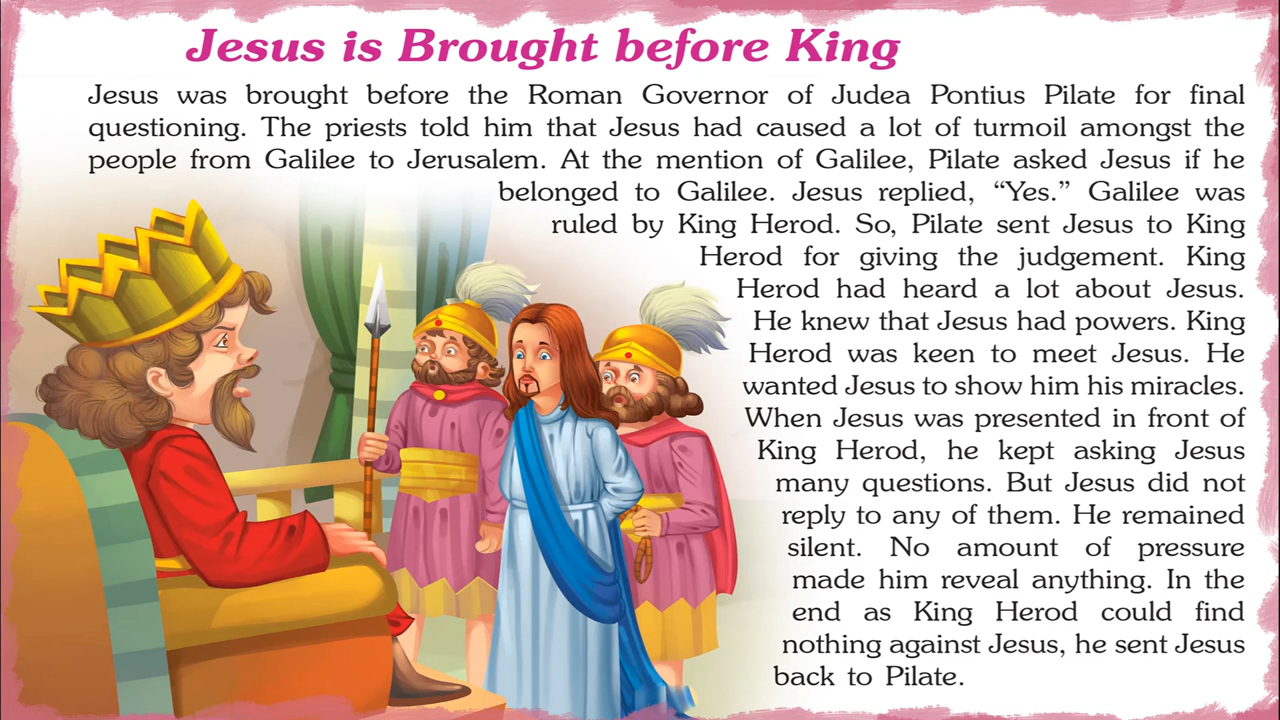 Jesus is Brought before King
Jesus was brought before the Roman Governor of Judea Pontius Pilate for final
questioning. The priests told him that Jesus had caused a lot of turmoil amongst the
people from Galilee to Jerusalem. At the mention of Galilee, Pilate asked Jesus if he
belonged to Galilee. Jesus replied, “Yes.” Galilee was
ruled by King Herod. So, Pilate sent Jesus to King
Herod for giving the judgement. King
Herod had heard a lot about Jesus.
He knew that Jesus had powers. King
Herod was keen to meet Jesus. He
wanted Jesus to show him his miracles.
When Jesus was presented in front of
King Herod, he kept asking Jesus
many questions. But Jesus did not
reply to any of them. He remained
silent. No amount of pressure
made him reveal anything. In the
end as King Herod could find
nothing against Jesus, he sent Jesus
back to Pilate.